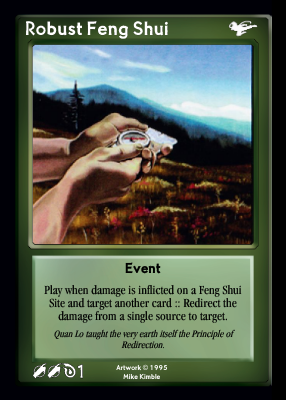 Robust Feng Shui
Event
Play when damage is inflicted on a Feng Shui
Site and target another card :: Redirect the
damage from a single source to target.
Quan Lo taught the very earth itself the Principle of
Redirection.
1
Artwork © 1995
Mike Kimble